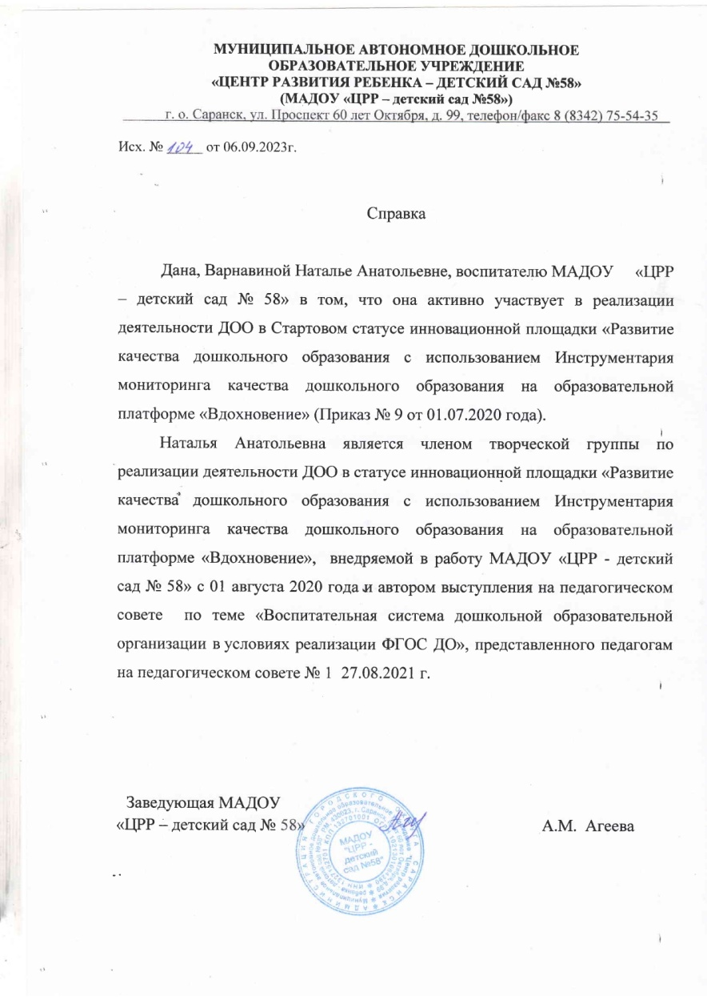 МУНИЦИПАЛЬНОЕ АВТОНОМНОЕ ДОШКОЛЬНОЕ
ОБРАЗОВАТЕЛЬНОЕ УЧРЕЖДЕНИЕ
«ЦЕНТР РАЗВИТИЯ РЕБЕНКА – ДЕТСКИЙ САД №58»
(МАДОУ «ЦРР – детский сад №58»)
г. о. Саранск, ул. Проспект 60 лет Октября, д. 99, телефон/факс 8 (8342) 75-54-35
Исх. № 104 от 06.09.2023г.
Справка
Дана, Варнавиной Наталье Анатольевне, воспитателю МАДОУ «ЦРР
– детский сад № 58» в том, что она активно участвует в реализации
деятельности ДОО в Стартовом статусе инновационной площадки «Развитие
качества дошкольного образования с использованием Инструментария
мониторинга качества дошкольного образования на образовательной
платформе «Вдохновение» (Приказ № 9 от 01.07.2020 года).
Наталья Анатольевна является членом творческой группы по
реализации деятельности ДОО в статусе инновационной площадки «Развитие
качества дошкольного образования с использованием Инструментария
мониторинга качества дошкольного образования на образовательной
платформе «Вдохновение», внедряемой в работу МАДОУ «ЦРР - детский
сад № 58» с 01 августа 2020 года и автором выступления на педагогическом
совете по теме «Воспитательная система дошкольной образовательной
организации в условиях реализации ФГОС ДО», представленного педагогам
на педагогическом совете № 1 27.08.2021 г.
Заведующая МАДОУ
«ЦРР – детский сад № 58»
А.М. Агеева
МАДОУ
"ЦРР -
детский
сад №58"